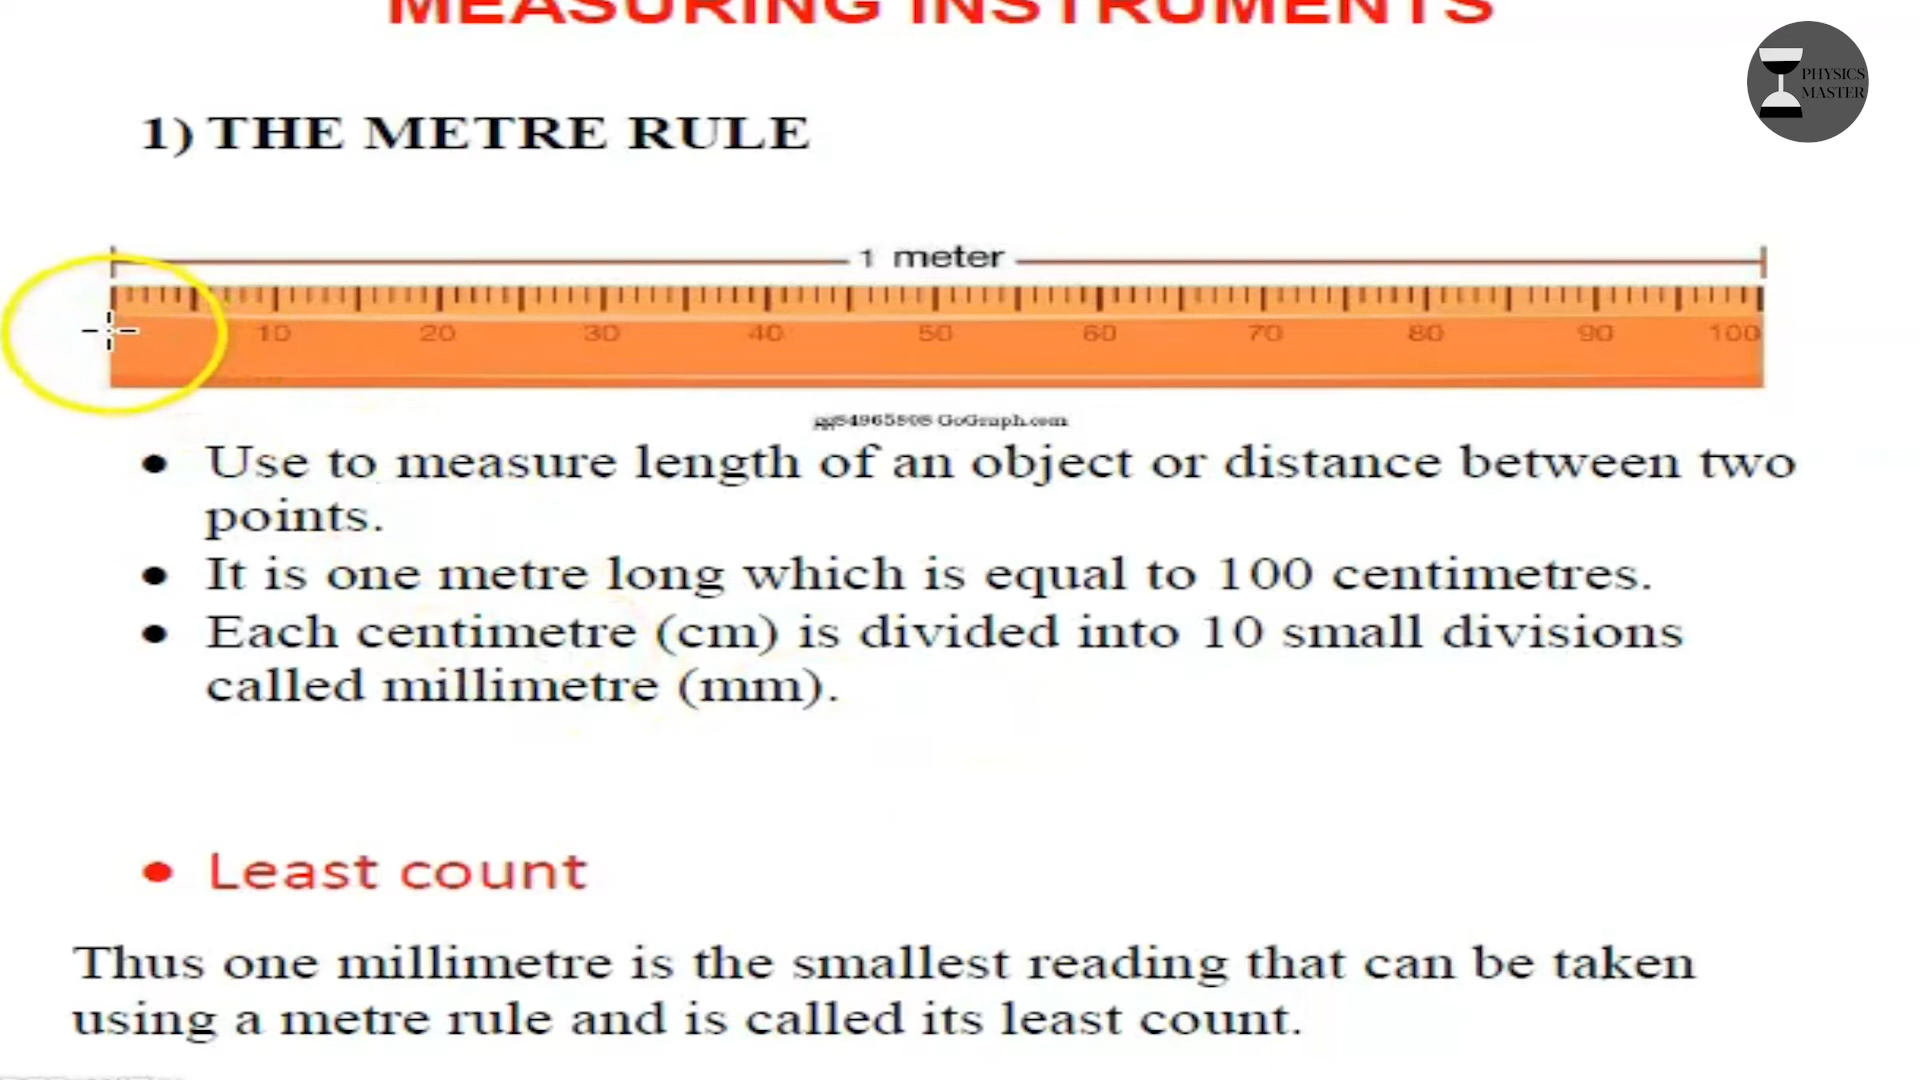 MEASURING INSTRUMENTS
PHYSICS
MASTER
1) THE METRE RULE
1 meter
10 20 30 40 50 60 70 80 90 100
GoGraph.com
● Use to measure length of an object or distance between two
points.
● It is one metre long which is equal to 100 centimetres.
● Each centimetre (cm) is divided into 10 small divisions
called millimetre (mm).
● Least count
Thus one millimetre is the smallest reading that can be taken
using a metre rule and is called its least count.